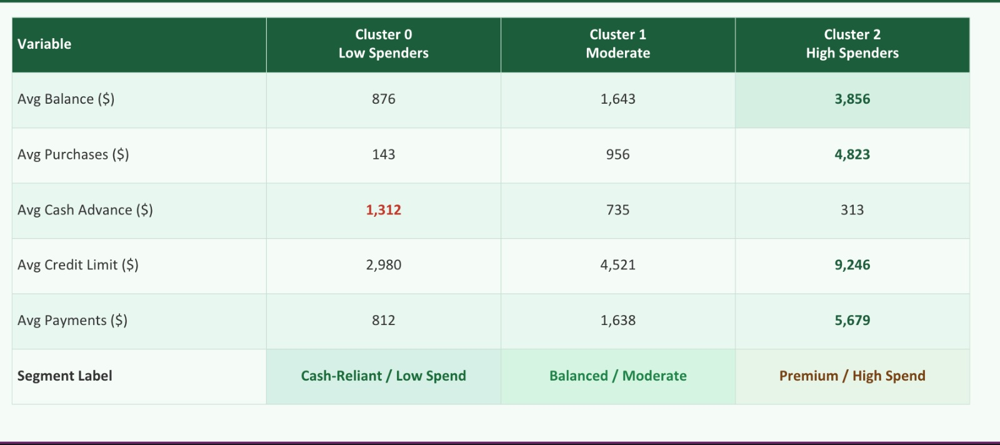 Variable
Cluster 0
Low Spenders
Cluster 1
Moderate
Cluster 2
High Spenders
Avg Balance ($) 876 1,643 3,856
Avg Purchases ($) 143 956 4,823
Avg Cash Advance ($) 1,312 735 313
Avg Credit Limit ($) 2,980 4,521 9,246
Avg Payments ($) 812 1,638 5,679
Segment Label Cash-Reliant / Low Spend Balanced / Moderate Premium / High Spend